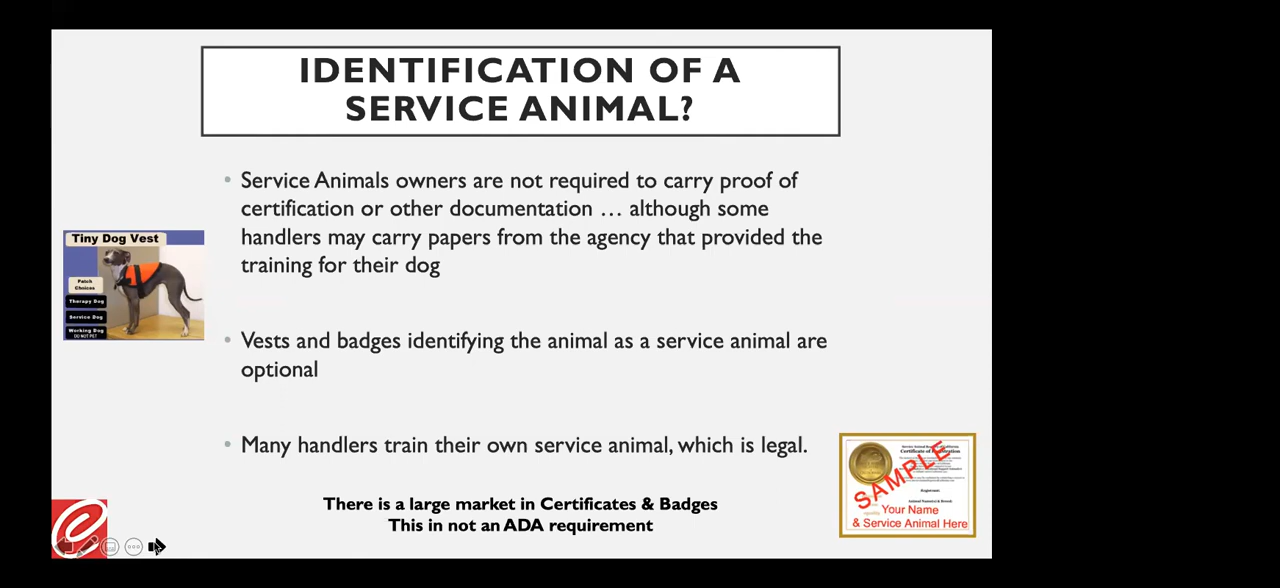 IDENTIFICATION OF A
SERVICE ANIMAL?
Service Animals owners are not required to carry proof of
certification or other documentation … although some
handlers may carry papers from the agency that provided the
training for their dog
Tiny Dog Vest
Patch
Choices
Therapy Dog
Service Dog
Working Dog
DO NOT PET
Vests and badges identifying the animal as a service animal are
optional
Many handlers train their own service animal, which is legal.
Certificate of Registration
SAMPLE
Your Name
& Service Animal Here
There is a large market in Certificates & Badges
This in not an ADA requirement